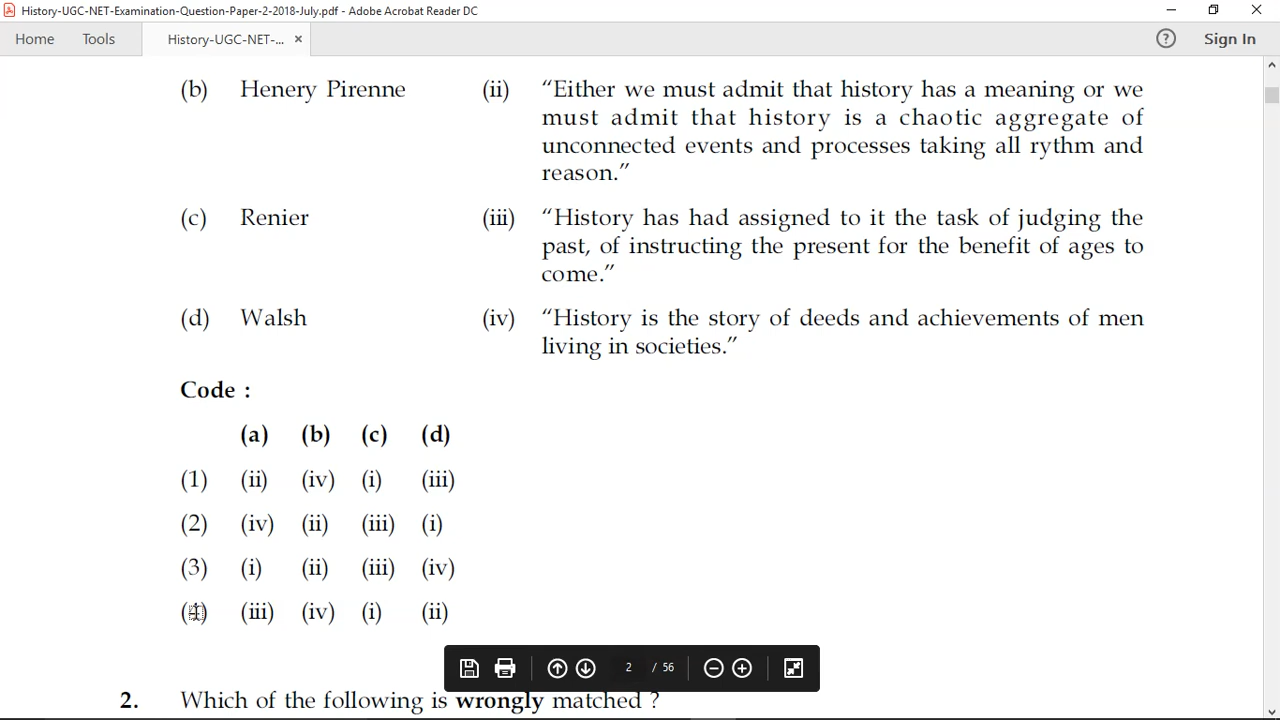 History-UGC-NET-Examination-Question-Paper-2-2018-July.pdf - Adobe Acrobat Reader DC
Home Tools History-UGC-NET-... × ? Sign In
(b) Henery Pirenne (ii) “Either we must admit that history has a meaning or we
must admit that history is a chaotic aggregate of
unconnected events and processes taking all rythm and
reason.”
(c) Renier (iii) “History has had assigned to it the task of judging the
past, of instructing the present for the benefit of ages to
come.”
(d) Walsh (iv) “History is the story of deeds and achievements of men
living in societies.”
Code :
(a) (b) (c) (d)
(1) (ii) (iv) (i) (iii)
(2) (iv) (ii) (iii) (i)
(3) (i) (ii) (iii) (iv)
(4) (iii) (iv) (i) (ii)
2 / 56
2. Which of the following is wrongly matched ?